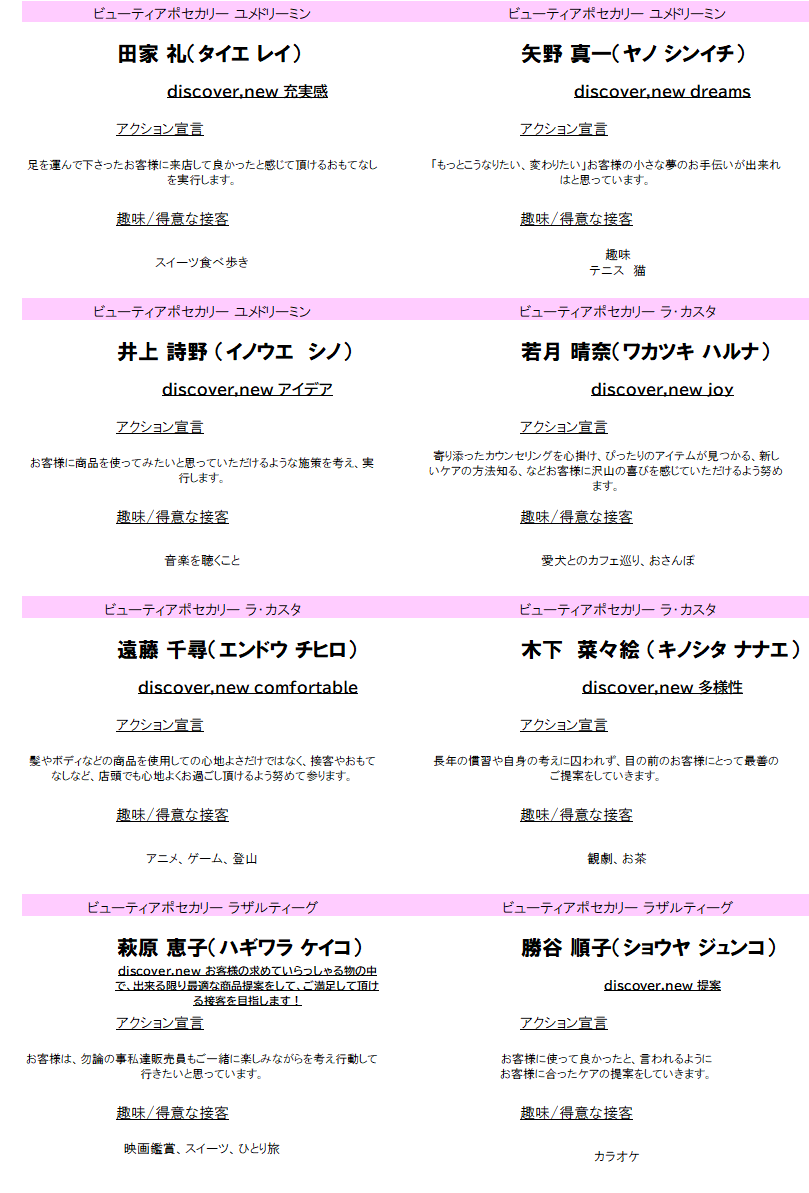 ビューティアポセカリー ユメドリーミン
田家 礼(タイエ レイ)
discover,new 充実感
アクション宣言
足を運んで下さったお客様に来店して良かったと感じて頂けるおもてなし
を実行します。
趣味/得意な接客
スイーツ食べ歩き
ビューティアポセカリー ユメドリーミン
矢野 真一(ヤノ シンイチ)
discover,new dreams
アクション宣言
「もっとこうなりたい、変わりたい」お客様の小さな夢のお手伝いが出来れ
はと思っています。
趣味/得意な接客
趣味
テニス　猫
ビューティアポセカリー ユメドリーミン
井上 詩野 (イノウエ　シノ)
discover,new アイデア
アクション宣言
お客様に商品を使ってみたいと思っていただけるような施策を考え、実
行します。
趣味/得意な接客
音楽を聴くこと
ビューティアポセカリー ラ・カスタ
若月 晴奈(ワカツキ ハルナ)
discover,new joy
アクション宣言
寄り添ったカウンセリングを心掛け、ぴったりのアイテムが見つかる、新し
いケアの方法知る、などお客様に沢山の喜びを感じていただけるよう努め
ます。
趣味/得意な接客
愛犬とのカフェ巡り、おさんぽ
ビューティアポセカリー ラ・カスタ
遠藤 千尋(エンドウ チヒロ)
discover,new comfortable
アクション宣言
髪やボディなどの商品を使用しての心地よさだけではなく、接客やおもて
なしなど、店頭でも心地よくお過ごし頂けるよう努めて参ります。
趣味/得意な接客
アニメ、ゲーム、登山
ビューティアポセカリー ラ・カスタ
木下　菜々絵 (キノシタ ナナエ)
discover,new 多様性
アクション宣言
長年の慣習や自身の考えに囚われず、目の前のお客様にとって最善の
ご提案をしていきます。
趣味/得意な接客
観劇、お茶
ビューティアポセカリー ラザルティーグ
萩原 恵子(ハギワラ ケイコ)
discover,new お客様の求めていらっしゃる物の中
で、出来る限り最適な商品提案をして、ご満足して頂け
る接客を目指します！
アクション宣言
お客様は、勿論の事私達販売員もご一緒に楽しみながらを考え行動して
行きたいと思っています。
趣味/得意な接客
映画鑑賞、スイーツ、ひとり旅
ビューティアポセカリー ラザルティーグ
勝谷 順子(ショウヤ ジュンコ)
discover,new 提案
アクション宣言
お客様に使って良かったと、言われるように
お客様に合ったケアの提案をしていきます。
趣味/得意な接客
カラオケ